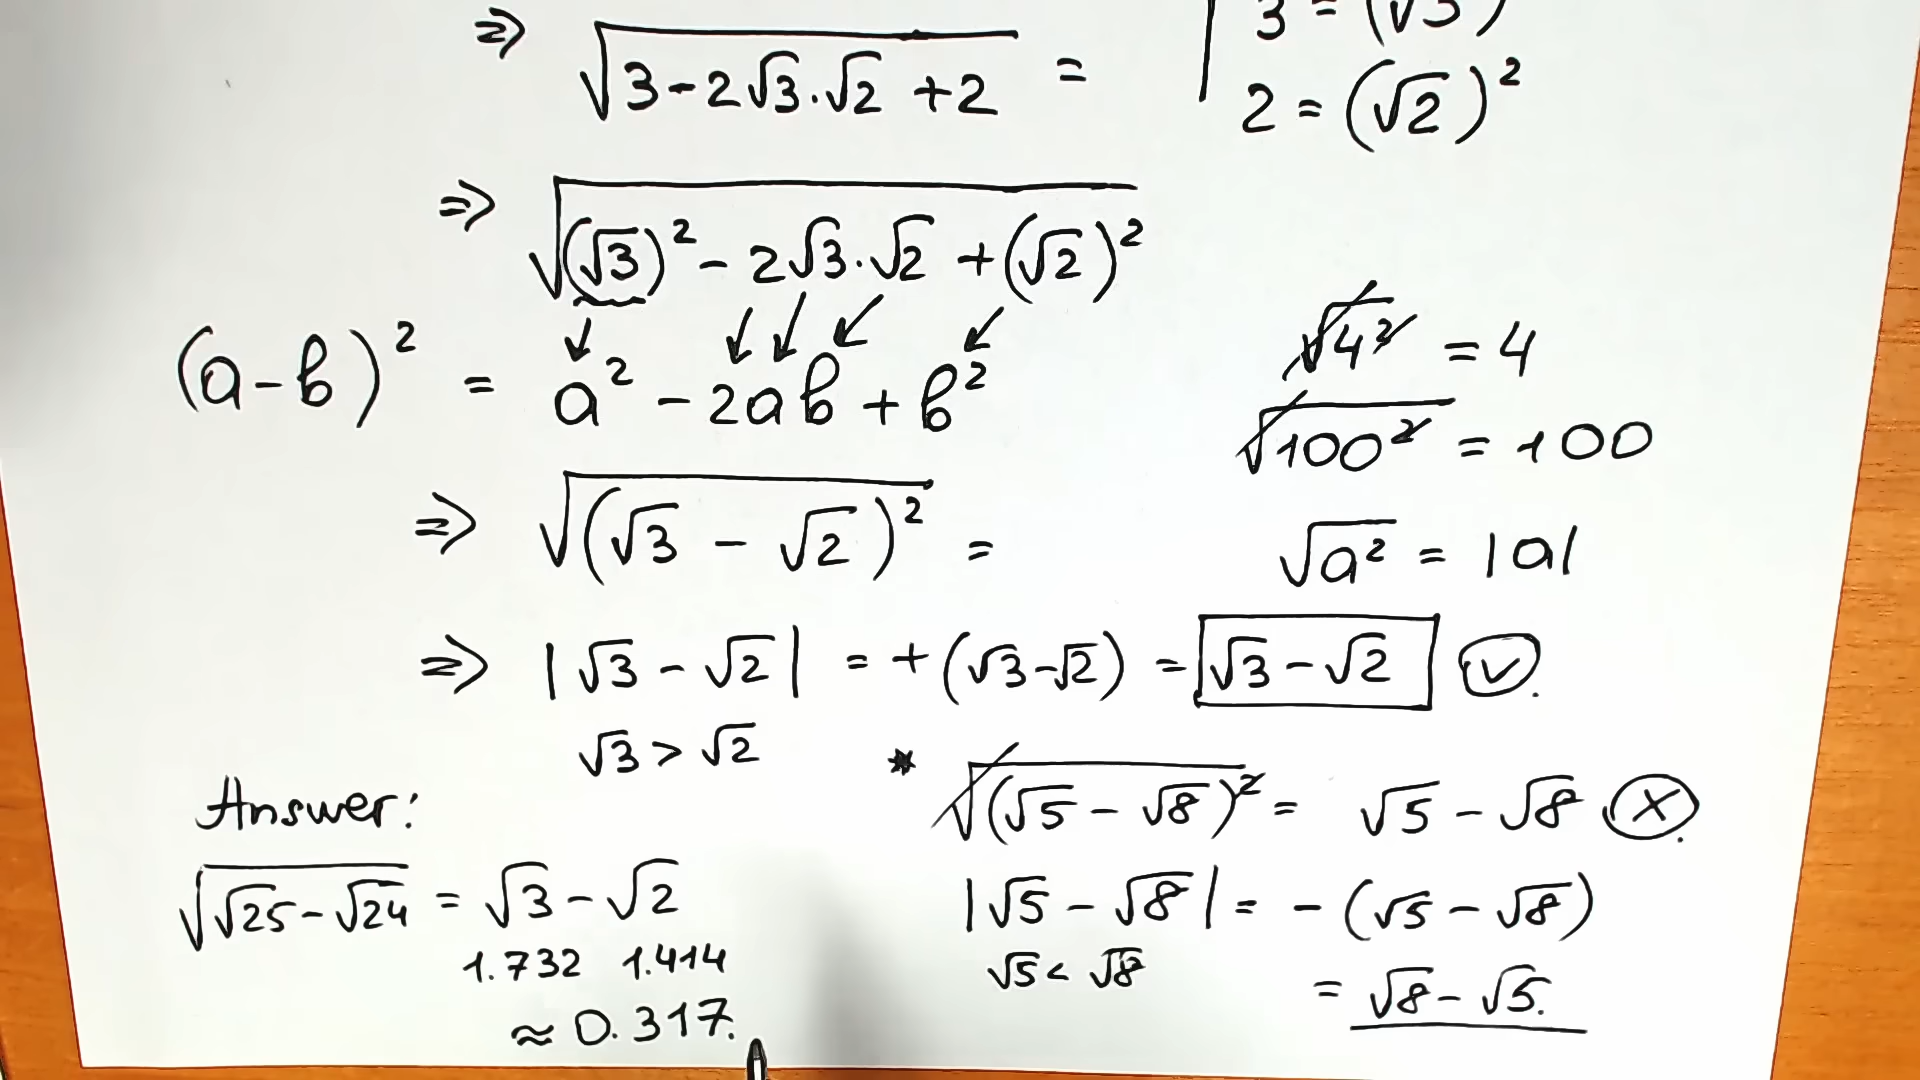 ⇒ √(3-2√3·√2 +2) =
3 = (√3)
2 = (√2)²
⇒ √((√3)² - 2√3·√2 + (√2)²)
(a-b)² = a² - 2ab + b²
√4² = 4
√100² = 100
⇒ √(√3 - √2)² =
√a² = |a|
⇒ |√3 - √2| = +(√3-√2) = √3 - √2 ✓
√3 > √2
* √(√5 - √8)² = √5 - √8 ✗
|√5 - √8| = - (√5 - √8)
√5 < √8
= √8 - √5.
Answer:
√(√25 - √24) = √3 - √2
1.732 1.414
≈ 0.317.